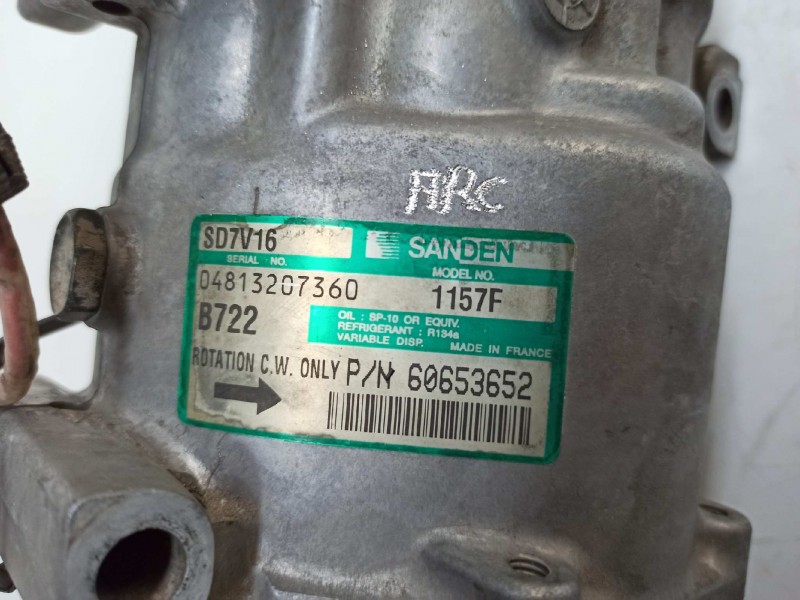 ARC
SD7V16
SANDEN
SERIAL NO.
MODEL NO.
04813207360
1157F
B722
OIL : SP-10 OR EQUIV.
REFRIGERANT : R134a
VARIABLE DISP. MADE IN FRANCE
ROTATION C.W. ONLY P/N 60653652